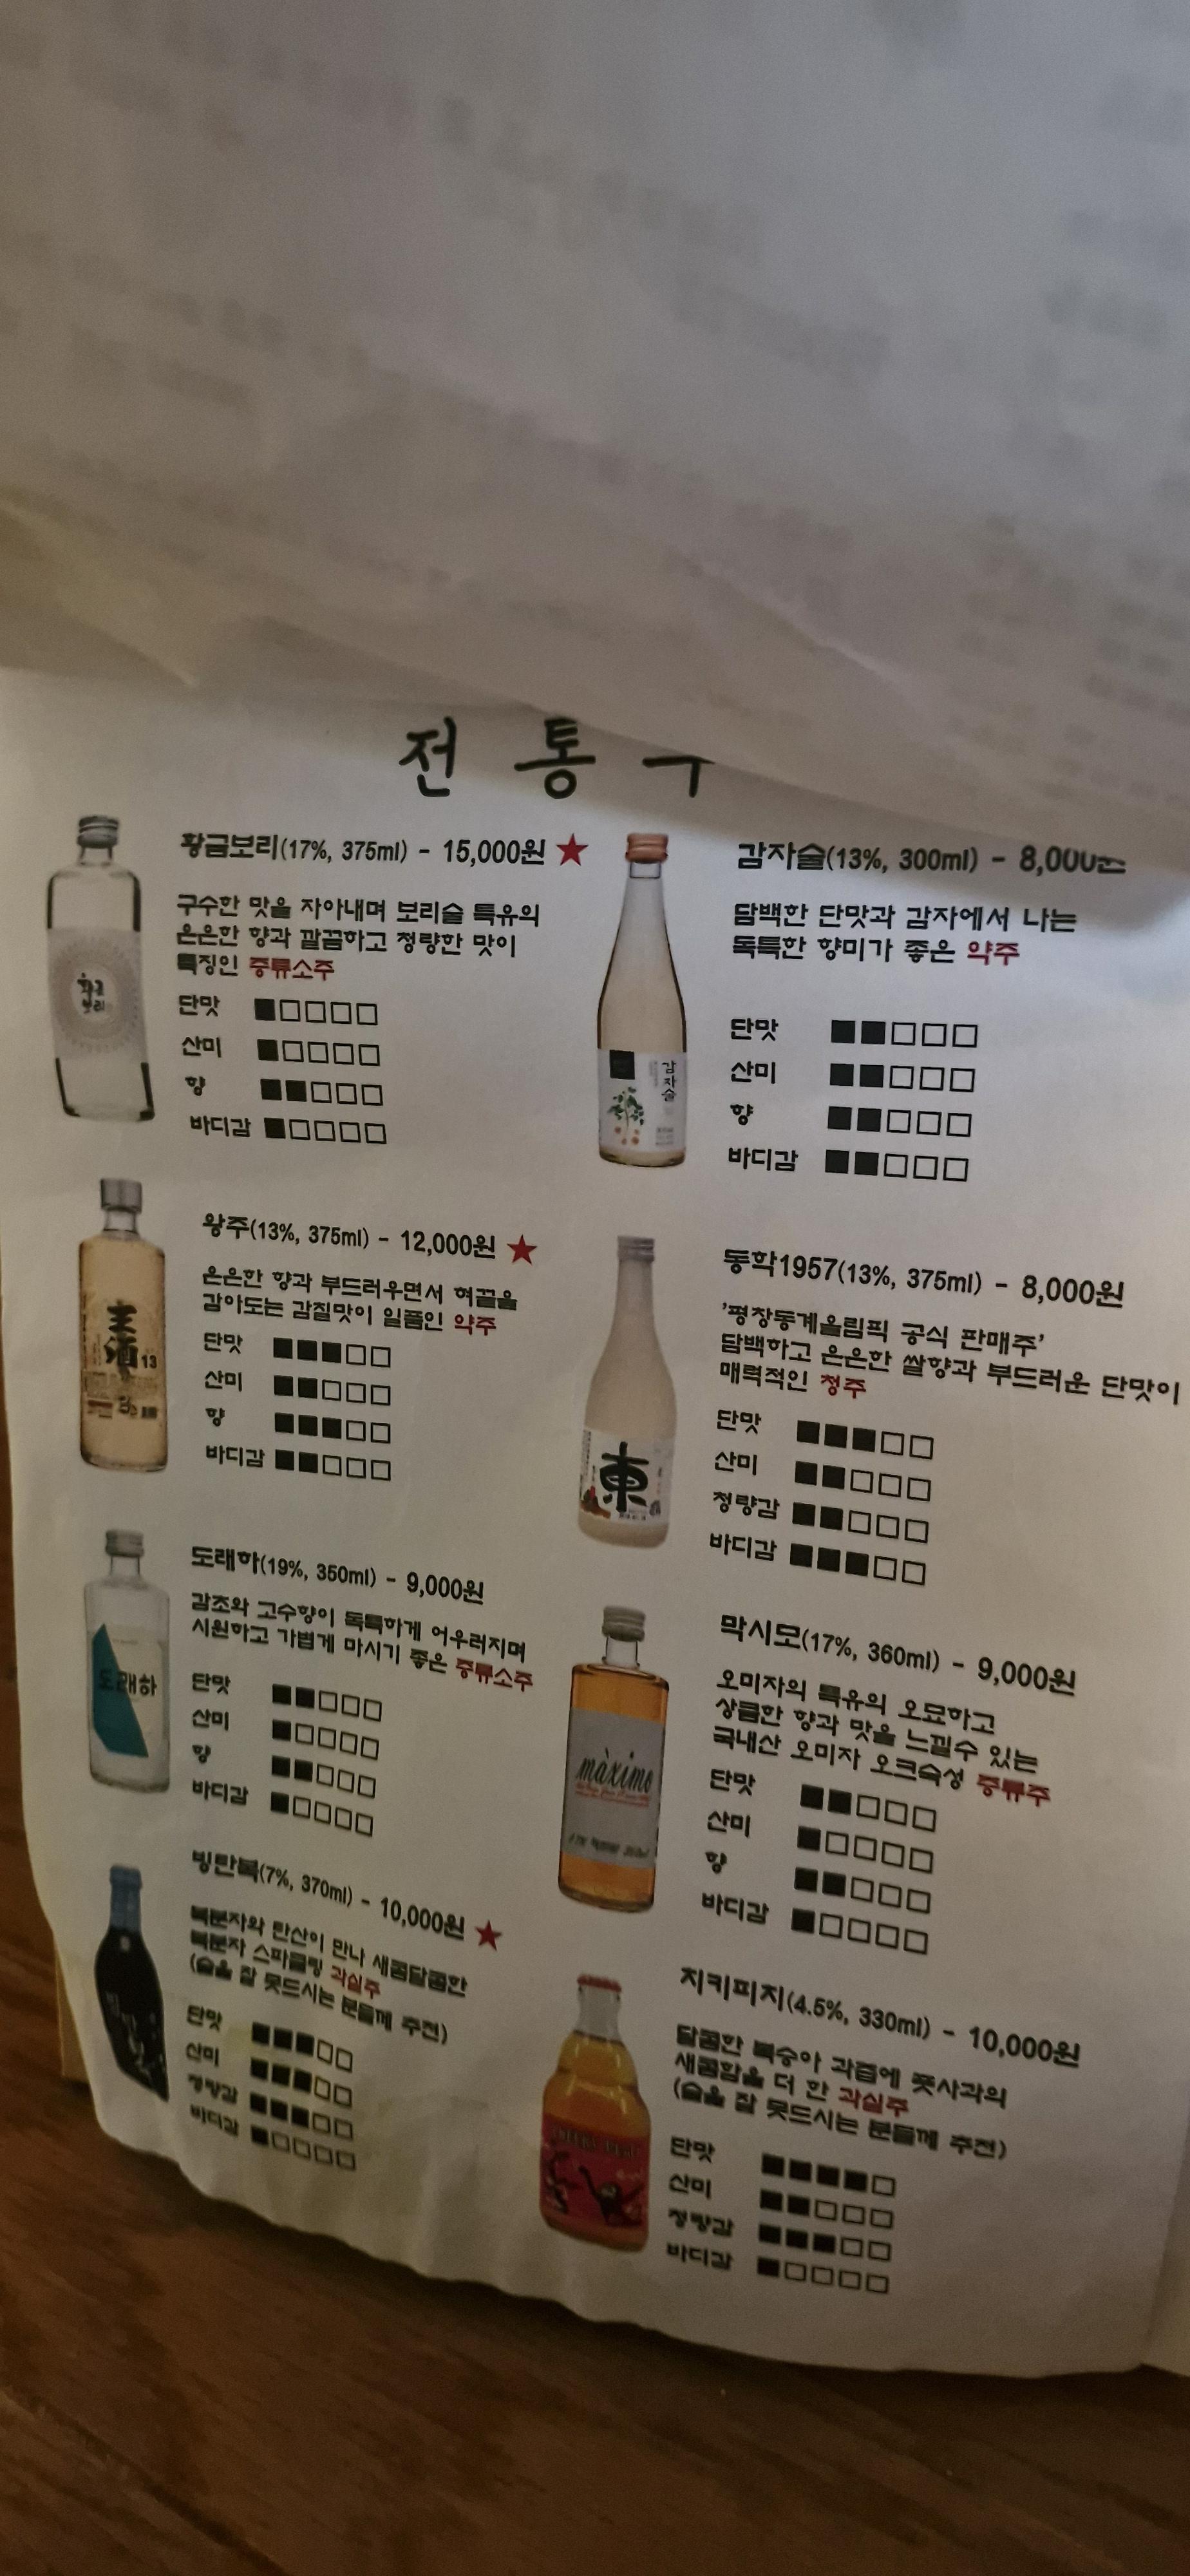 전 통
황금보리(17%, 375ml) - 15,000원 ★
구수한 맛을 자아내며 보리술 특유의
은은한 향과 깔끔하고 청량한 맛이
특징인 증류소주
단맛 ■□□□□
산미 ■□□□□
향 ■■□□□
바디감 ■□□□□
왕주(13%, 375ml) - 12,000원 ★
은은한 향과 부드러우면서 혀끝을
감아도는 감칠맛이 일품인 약주
단맛 ■■■□□
산미 ■■□□□
향 ■■■□□
바디감 ■■□□□
도래하(19%, 350ml) - 9,000원
감초와 고수향이 독특하게 어우러지며
시원하고 가볍게 마시기 좋은 증류소주
단맛 ■■□□□
산미 ■□□□□
향 ■■□□□
바디감 ■□□□□
빙탄복(7%, 370ml) - 10,000원 ★
복분자와 탄산이 만나 새콤달콤한
복분자 스파클링 과실주
(술을 잘 못드시는 분들께 추천)
단맛 ■■■□□
산미 ■■■□□
청량감 ■■■□□
바디감 ■□□□□
감자술(13%, 300ml) - 8,000원
담백한 단맛과 감자에서 나는
독특한 향미가 좋은 약주
단맛 ■■□□□
산미 ■■□□□
향 ■■□□□
바디감 ■■□□□
동학1957(13%, 375ml) - 8,000원
'평창동계올림픽 공식 판매주'
담백하고 은은한 쌀향과 부드러운 단맛이
매력적인 청주
단맛 ■■■□□
산미 ■■□□□
청량감 ■■□□□
바디감 ■■■□□
막시모(17%, 360ml) - 9,000원
오미자의 특유의 오묘하고
상큼한 향과 맛을 느낄수 있는
국내산 오미자 오크숙성 증류주
단맛 ■■□□□
산미 ■□□□□
향 ■■□□□
바디감 ■□□□□
치키피치(4.5%, 330ml) - 10,000원
달콤한 복숭아 과즙에 풋사과의
새콤함을 더 한 과실주
(술을 잘 못드시는 분들께 추천)
단맛 ■■■■□
산미 ■■□□□
청량감 ■■■□□
바디감 ■□□□□
황금
보리
감자술
王酒 13
東
도래하
màximo